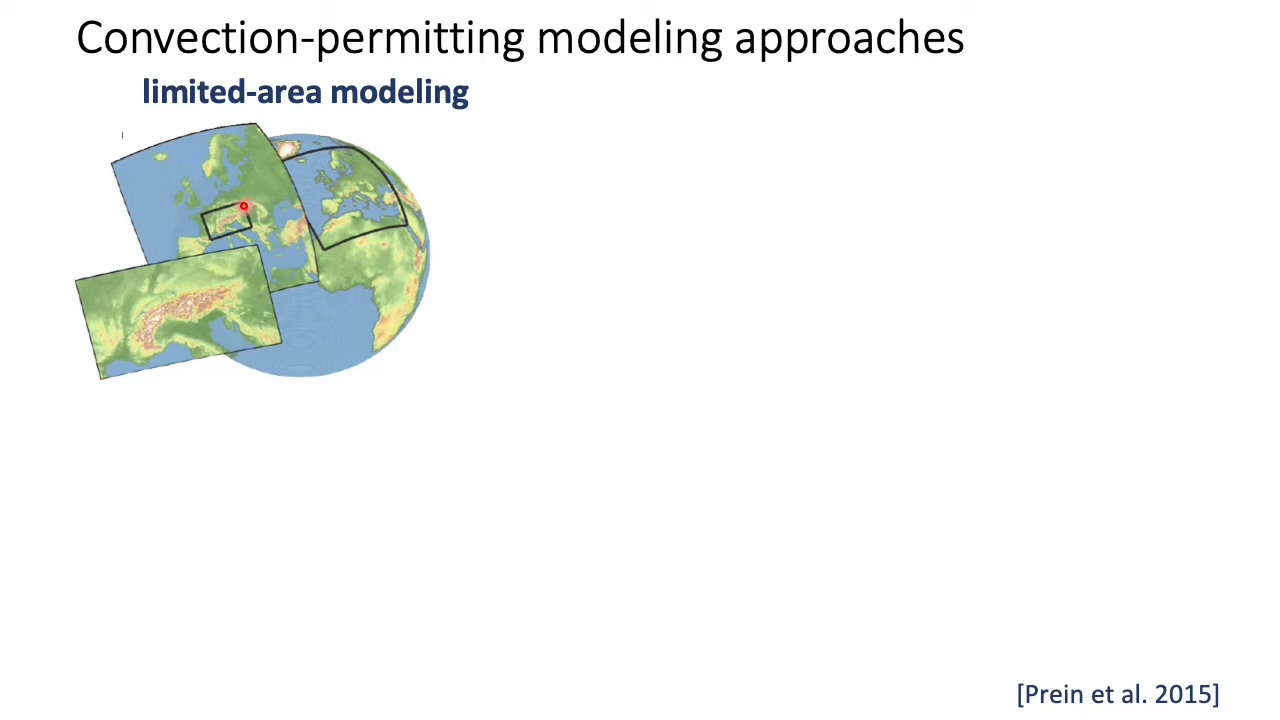 Convection-permitting modeling approaches
limited-area modeling
[Prein et al. 2015]